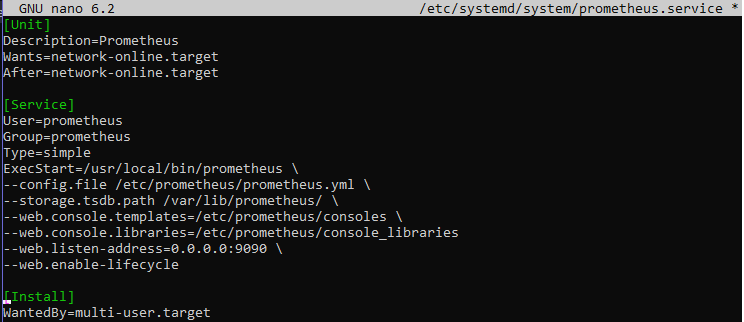 GNU nano 6.2 /etc/systemd/system/prometheus.service *
[Unit]
Description=Prometheus
Wants=network-online.target
After=network-online.target
[Service]
User=prometheus
Group=prometheus
Type=simple
ExecStart=/usr/local/bin/prometheus \
--config.file /etc/prometheus/prometheus.yml \
--storage.tsdb.path /var/lib/prometheus/ \
--web.console.templates=/etc/prometheus/consoles \
--web.console.libraries=/etc/prometheus/console_libraries
--web.listen-address=0.0.0.0:9090 \
--web.enable-lifecycle
[Install]
WantedBy=multi-user.target